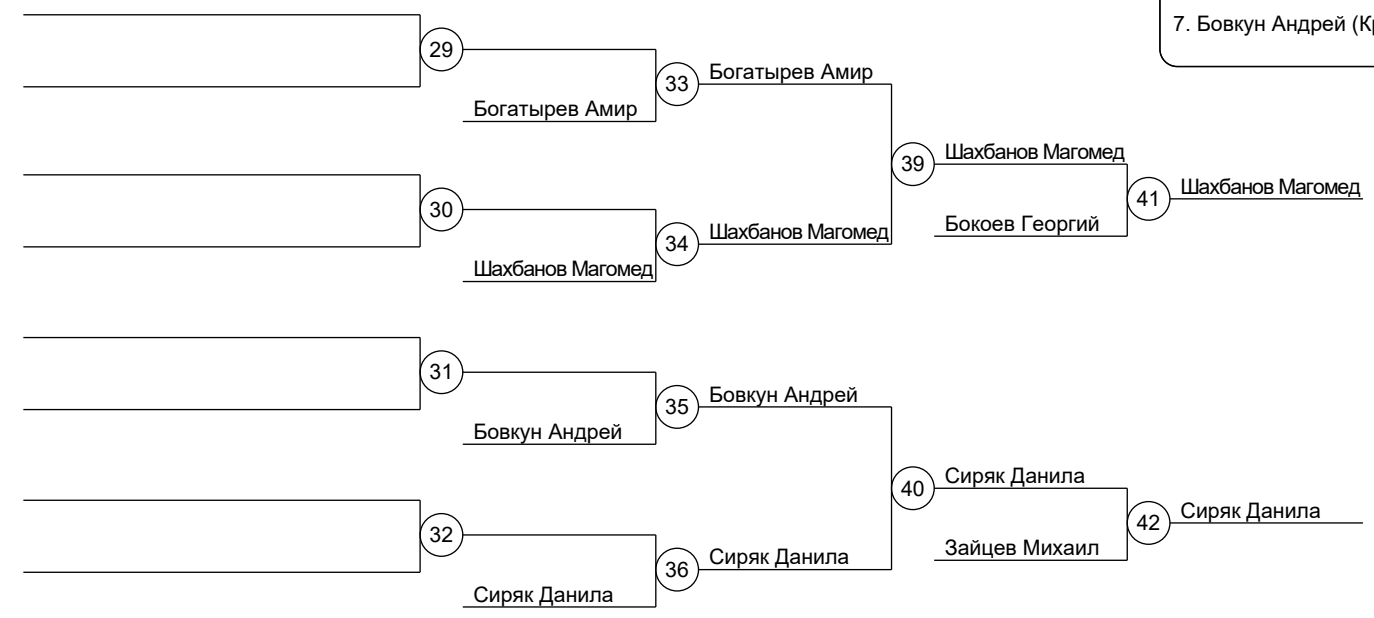 7. Бовкун Андрей (Кр
29
Богатырев Амир
33
Богатырев Амир
39
Шахбанов Магомед
41
Шахбанов Магомед
30
Шахбанов Магомед
34
Шахбанов Магомед
Бокоев Георгий
31
Бовкун Андрей
35
Бовкун Андрей
40
Сиряк Данила
42
Сиряк Данила
32
Сиряк Данила
36
Сиряк Данила
Зайцев Михаил